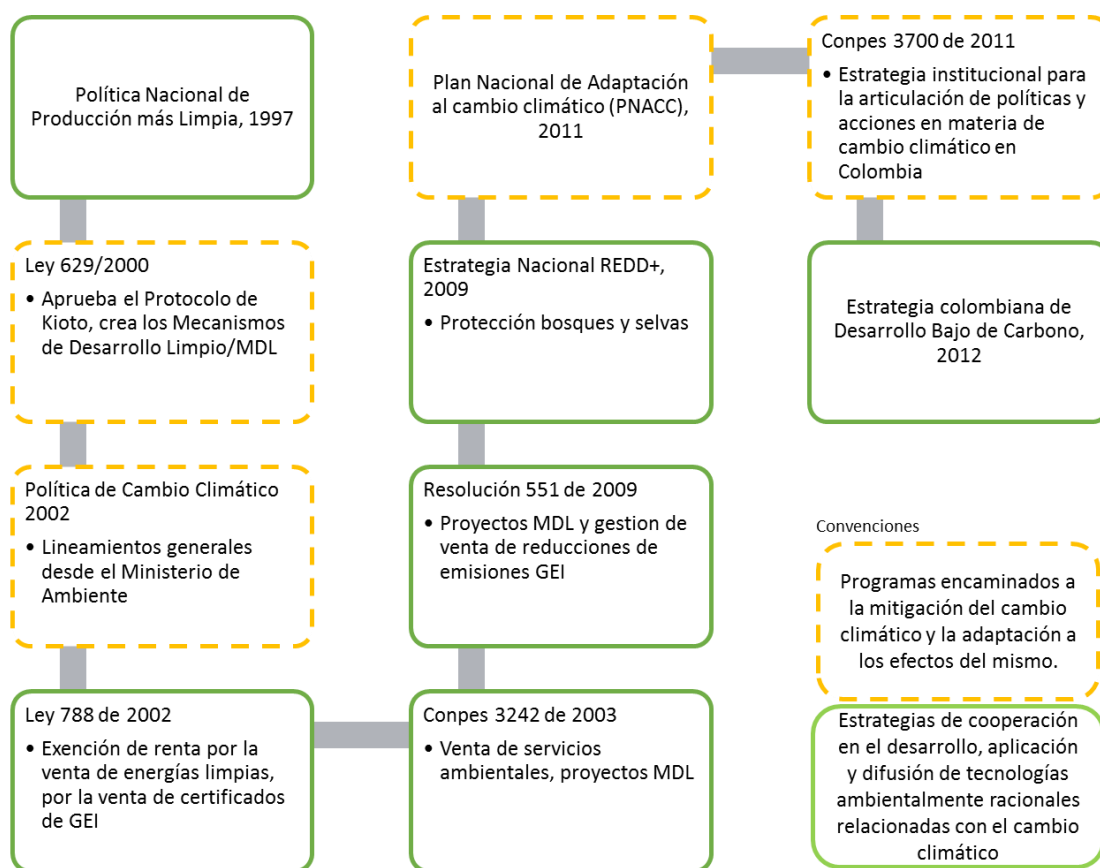 Política Nacional de
Producción más Limpia, 1997
Ley 629/2000
• Aprueba el Protocolo de
Kioto, crea los Mecanismos
de Desarrollo Limpio/MDL
Política de Cambio Climático
2002
• Lineamientos generales
desde el Ministerio de
Ambiente
Ley 788 de 2002
• Exención de renta por la
venta de energías limpias,
por la venta de certificados
de GEI
Conpes 3242 de 2003
• Venta de servicios
ambientales, proyectos MDL
Resolución 551 de 2009
• Proyectos MDL y gestion de
venta de reducciones de
emisiones GEI
Estrategia Nacional REDD+,
2009
• Protección bosques y selvas
Plan Nacional de Adaptación
al cambio climático (PNACC),
2011
Conpes 3700 de 2011
• Estrategia institucional para
la articulación de políticas y
acciones en materia de
cambio climático en
Colombia
Estrategia colombiana de
Desarrollo Bajo de Carbono,
2012
Convenciones
Programas encaminados a
la mitigación del cambio
climático y la adaptación a
los efectos del mismo.
Estrategias de cooperación
en el desarrollo, aplicación
y difusión de tecnologías
ambientalmente racionales
relacionadas con el cambio
climático